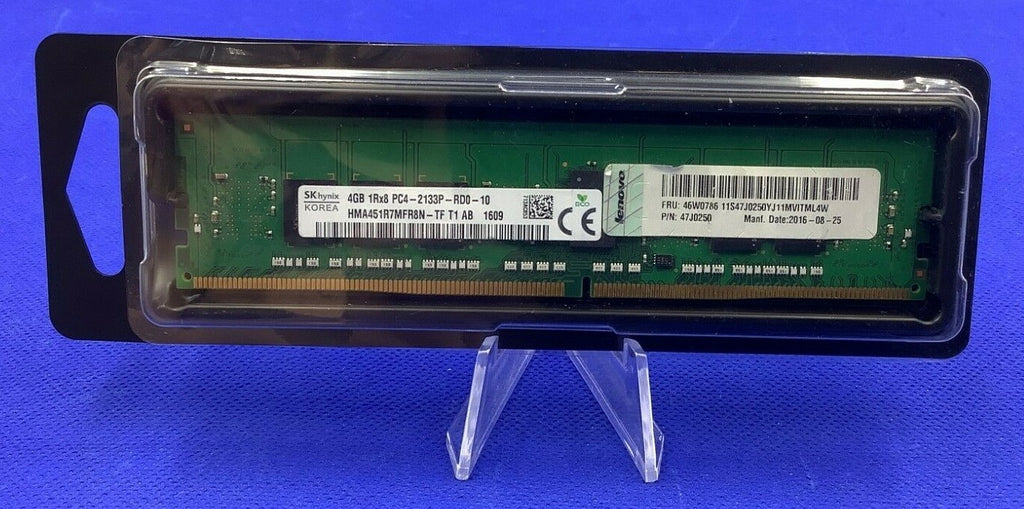 SK hynix
KOREA
4GB 1Rx8 PC4-2133P-RD0-10
HMA451R7MFR8N-TF T1 AB 1609
ECO
CE
lenovo
FRU: 46W0786 11S47J0250YJ11MVITML4W
P/N: 47J0250 Manf. Date:2016-08-25